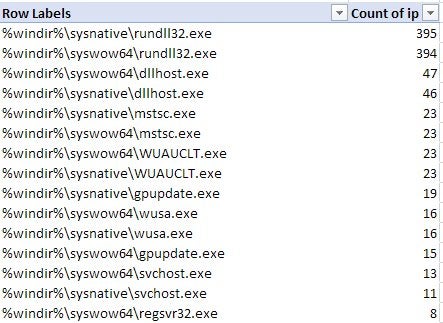 Row Labels Count of ip
%windir%\sysnative\rundll32.exe 395
%windir%\syswow64\rundll32.exe 394
%windir%\syswow64\dllhost.exe 47
%windir%\sysnative\dllhost.exe 46
%windir%\sysnative\mstsc.exe 23
%windir%\syswow64\mstsc.exe 23
%windir%\syswow64\WUAUCLT.exe 23
%windir%\sysnative\WUAUCLT.exe 23
%windir%\sysnative\gpupdate.exe 19
%windir%\syswow64\wusa.exe 16
%windir%\sysnative\wusa.exe 16
%windir%\syswow64\gpupdate.exe 15
%windir%\syswow64\svchost.exe 13
%windir%\sysnative\svchost.exe 11
%windir%\syswow64\regsvr32.exe 8